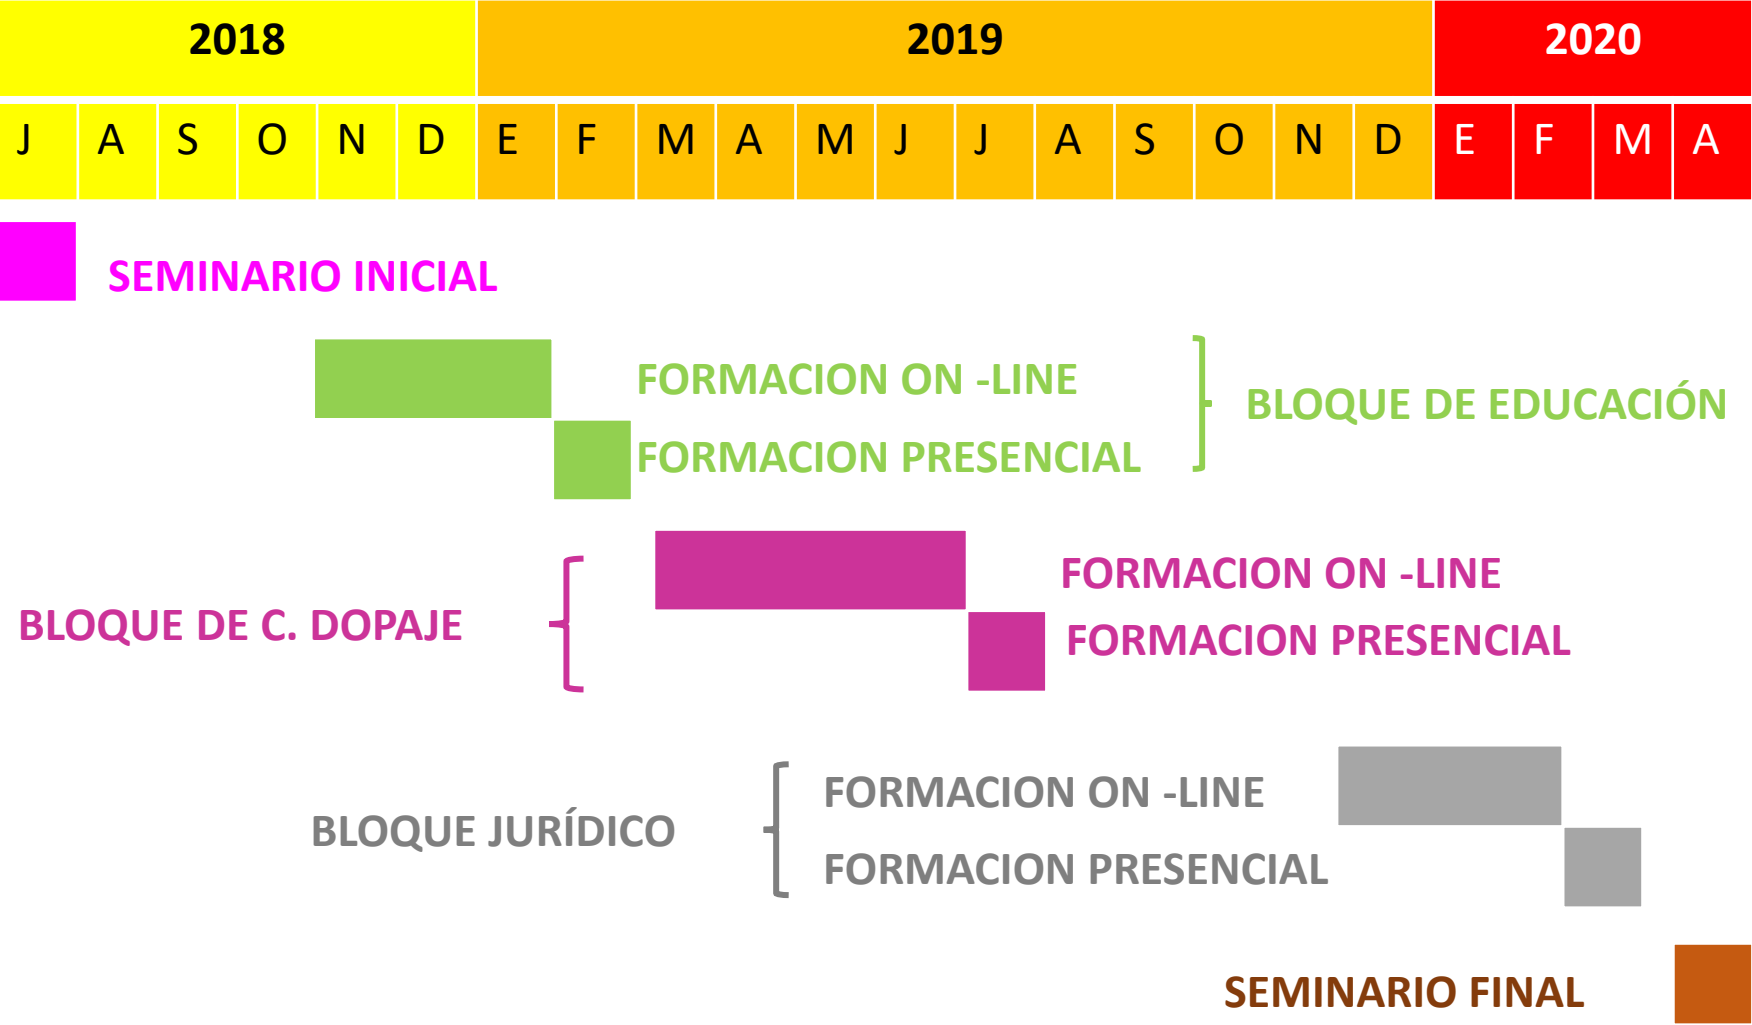 2018 2019 2020
J A S O N D E F M A M J J A S O N D E F M A
SEMINARIO INICIAL
FORMACION ON -LINE
FORMACION PRESENCIAL
BLOQUE DE EDUCACIÓN
BLOQUE DE C. DOPAJE
FORMACION ON -LINE
FORMACION PRESENCIAL
BLOQUE JURÍDICO
FORMACION ON -LINE
FORMACION PRESENCIAL
SEMINARIO FINAL